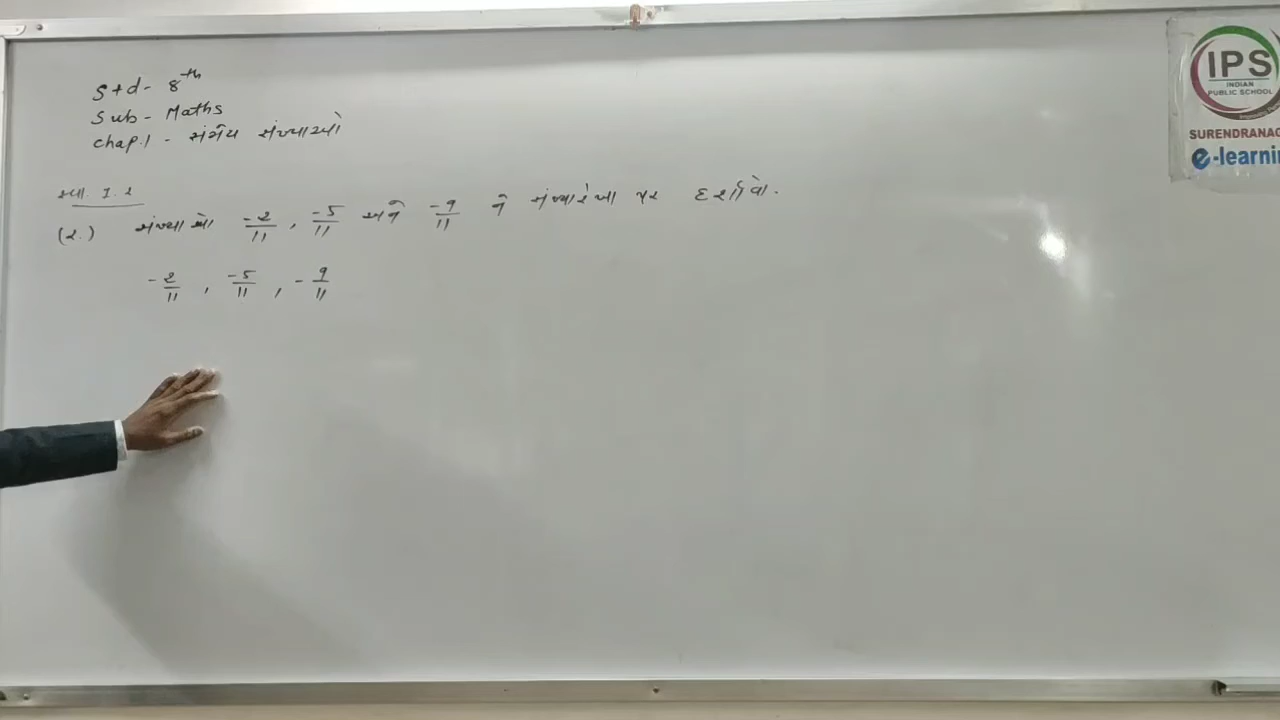 Std- 8th
Sub- Maths
Chap.1 - સંમેય સંખ્યાઓ
સ્વા. 1.2
(2.) સંખ્યાઓ -2/11, -5/11 અને -9/11 ને સંખ્યારેખા પર દર્શાવો.
-2/11, -5/11, -9/11
IPS
INDIAN
PUBLIC SCHOOL
SURENDRANAG
e-learnin